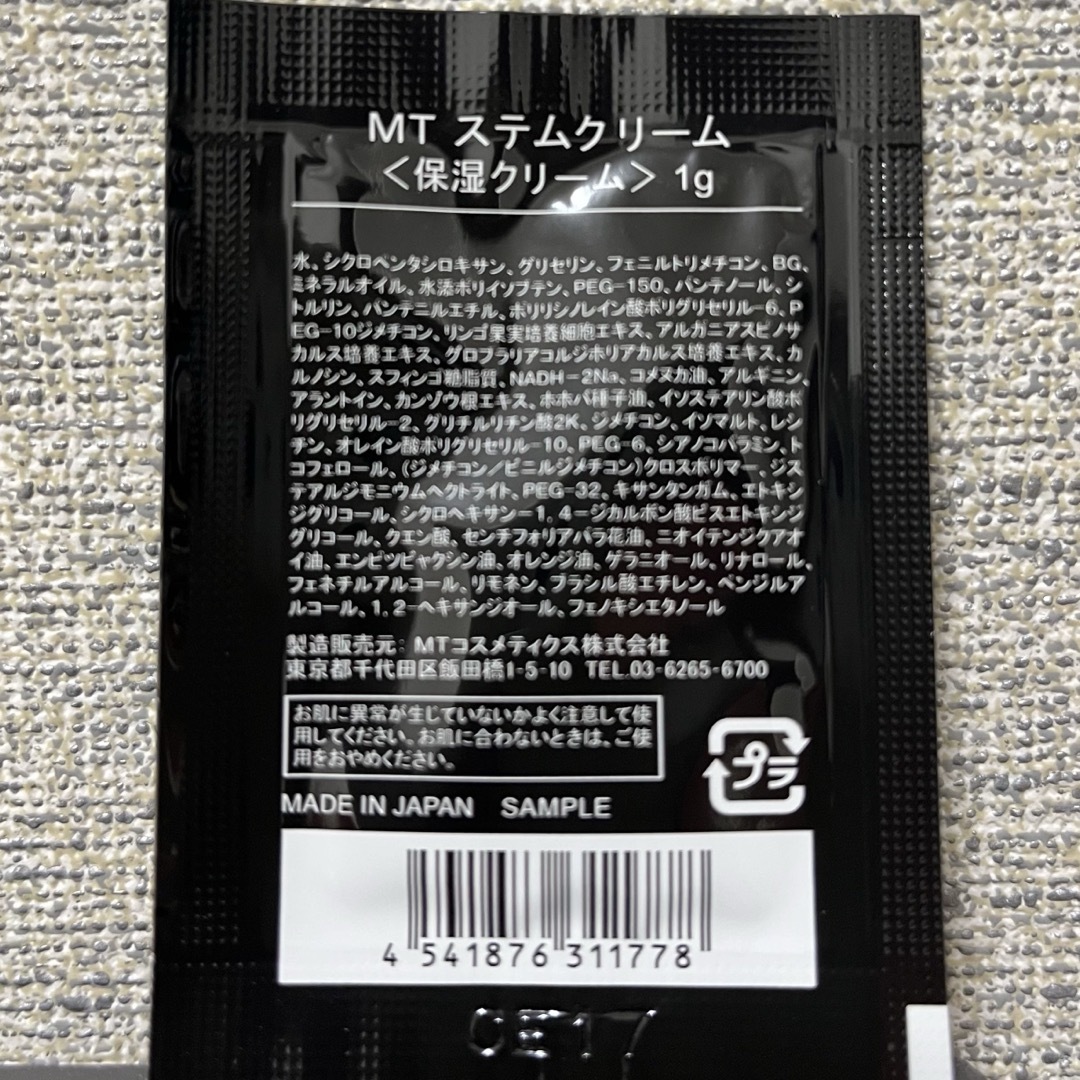 MT ステムクリーム
＜保湿クリーム＞ 1g
水、シクロペンタシロキサン、グリセリン、フェニルトリメチコン、BG、
ミネラルオイル、水添ポリイソブテン、PEG-150、パンテノール、シ
トルリン、パンテニルエチル、ポリリシノレイン酸ポリグリセリル-6、P
EG-10ジメチコン、リンゴ果実培養細胞エキス、アルガニアスピノサ
カルス培養エキス、グロブラリアコルジホリアカルス培養エキス、カ
ルノシン、スフィンゴ糖脂質、NADH-2Na、コメヌカ油、アルギニン、
アラントイン、カンゾウ根エキス、ホホバ種子油、イソステアリン酸ポ
リグリセリル-2、グリチルリチン酸2K、ジメチコン、イソマルト、レシ
チン、オレイン酸ポリグリセリル-10、PEG-6、シアノコバラミン、ト
コフェロール、(ジメチコン/ビニルジメチコン)クロスポリマー、ジス
テアルジモニウムヘクトライト、PEG-32、キサンタンガム、エトキシ
ジグリコール、シクロヘキサン-1,4-ジカルボン酸ビスエトキシジ
グリコール、クエン酸、センチフォリアバラ花油、ニオイテンジクアオ
イ油、エンピツビャクシン油、オレンジ油、ゲラニオール、リナロール、
フェネチルアルコール、リモネン、ブラシル酸エチレン、ベンジルア
ルコール、1,2-ヘキサンジオール、フェノキシエタノール
製造販売元: MTコスメティクス株式会社
東京都千代田区飯田橋1-5-10 TEL.03-6265-6700
お肌に異常が生じていないかよく注意して使
用してください。お肌に合わないときは、ご使
用をおやめください。
プラ
MADE IN JAPAN SAMPLE
4 541876 311778
CE17